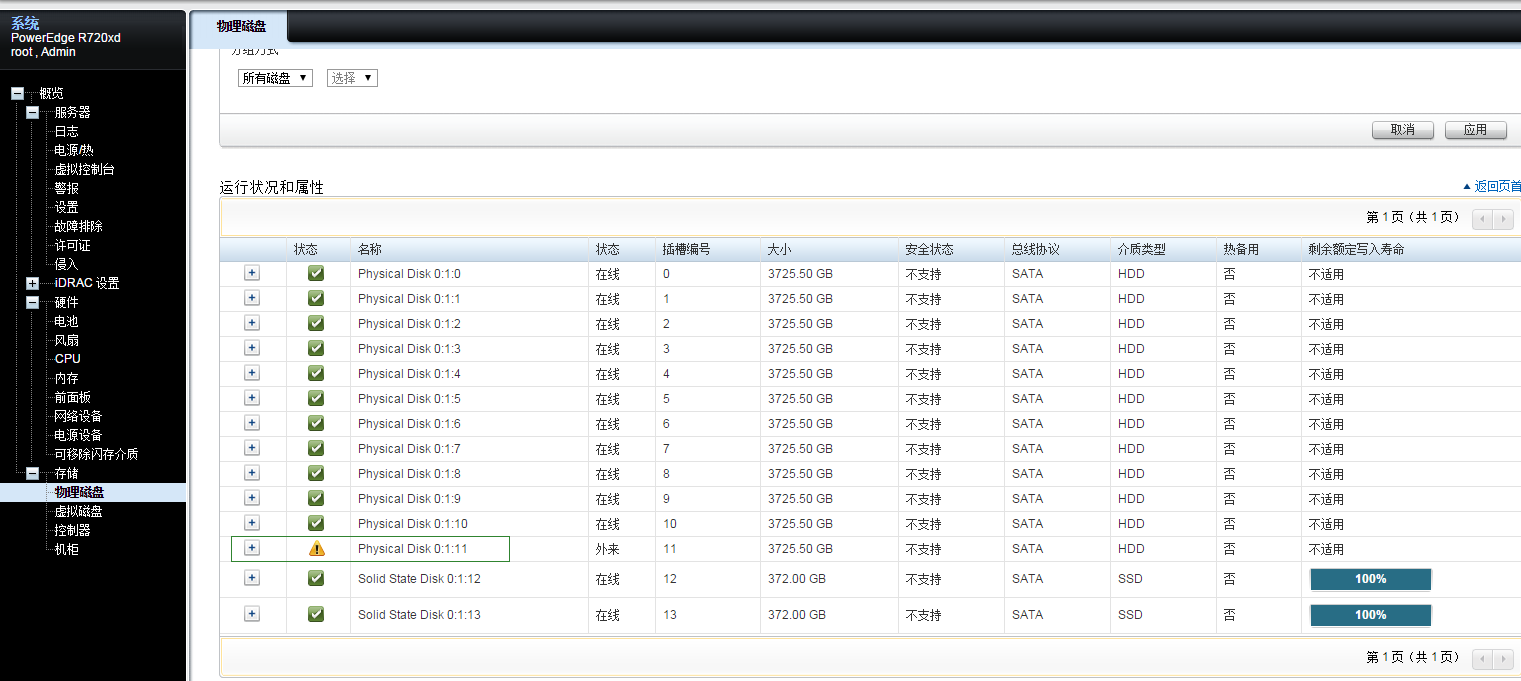 系统
PowerEdge R720xd
root , Admin
概览
服务器
日志
电源/热
虚拟控制台
警报
设置
故障排除
许可证
侵入
iDRAC 设置
硬件
电池
风扇
CPU
内存
前面板
网络设备
电源设备
可移除闪存介质
存储
物理磁盘
虚拟磁盘
控制器
机柜
物理磁盘
分组方式
所有磁盘 ▼ 选择 ▼
取消 应用
运行状况和属性 ▲ 返回页首
第 1 页（共 1 页）
状态 名称 状态 插槽编号 大小 安全状态 总线协议 介质类型 热备用 剩余额定写入寿命
Physical Disk 0:1:0 在线 0 3725.50 GB 不支持 SATA HDD 否 不适用
Physical Disk 0:1:1 在线 1 3725.50 GB 不支持 SATA HDD 否 不适用
Physical Disk 0:1:2 在线 2 3725.50 GB 不支持 SATA HDD 否 不适用
Physical Disk 0:1:3 在线 3 3725.50 GB 不支持 SATA HDD 否 不适用
Physical Disk 0:1:4 在线 4 3725.50 GB 不支持 SATA HDD 否 不适用
Physical Disk 0:1:5 在线 5 3725.50 GB 不支持 SATA HDD 否 不适用
Physical Disk 0:1:6 在线 6 3725.50 GB 不支持 SATA HDD 否 不适用
Physical Disk 0:1:7 在线 7 3725.50 GB 不支持 SATA HDD 否 不适用
Physical Disk 0:1:8 在线 8 3725.50 GB 不支持 SATA HDD 否 不适用
Physical Disk 0:1:9 在线 9 3725.50 GB 不支持 SATA HDD 否 不适用
Physical Disk 0:1:10 在线 10 3725.50 GB 不支持 SATA HDD 否 不适用
Physical Disk 0:1:11 外来 11 3725.50 GB 不支持 SATA HDD 否 不适用
Solid State Disk 0:1:12 在线 12 372.00 GB 不支持 SATA SSD 否 100%
Solid State Disk 0:1:13 在线 13 372.00 GB 不支持 SATA SSD 否 100%
第 1 页（共 1 页）